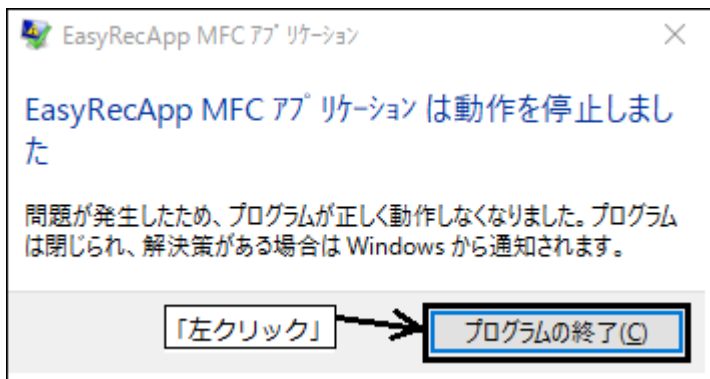 EasyRecApp MFC ｱﾌﾟﾘｹｰｼｮﾝ
EasyRecApp MFC ｱﾌﾟﾘｹｰｼｮﾝ は動作を停止しまし
た
問題が発生したため、プログラムが正しく動作しなくなりました。プログラム
は閉じられ、解決策がある場合は Windows から通知されます。
「左クリック」
プログラムの終了(C)